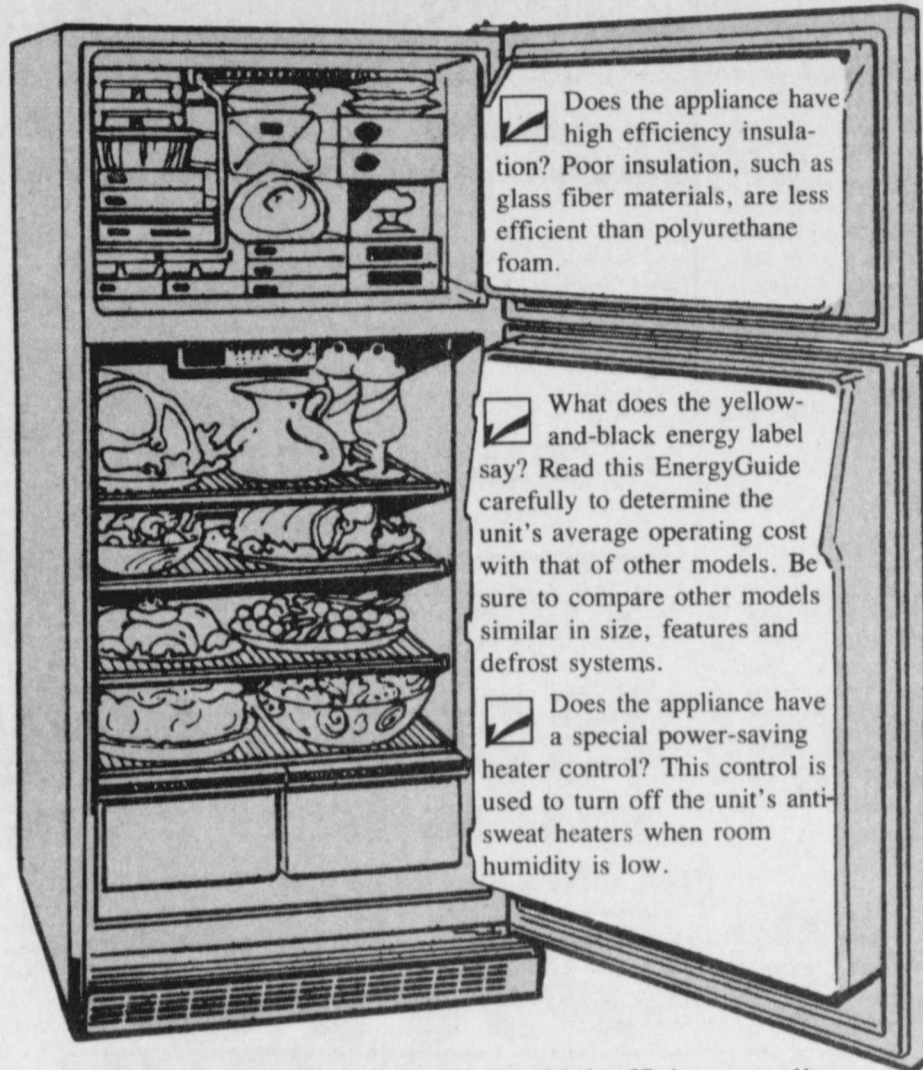 Does the appliance have
high efficiency insula-
tion? Poor insulation, such as
glass fiber materials, are less
efficient than polyurethane
foam.
What does the yellow-
and-black energy label
say? Read this EnergyGuide
carefully to determine the
unit's average operating cost
with that of other models. Be
sure to compare other models
similar in size, features and
defrost systems.
Does the appliance have
a special power-saving
heater control? This control is
used to turn off the unit's anti-
sweat heaters when room
humidity is low.